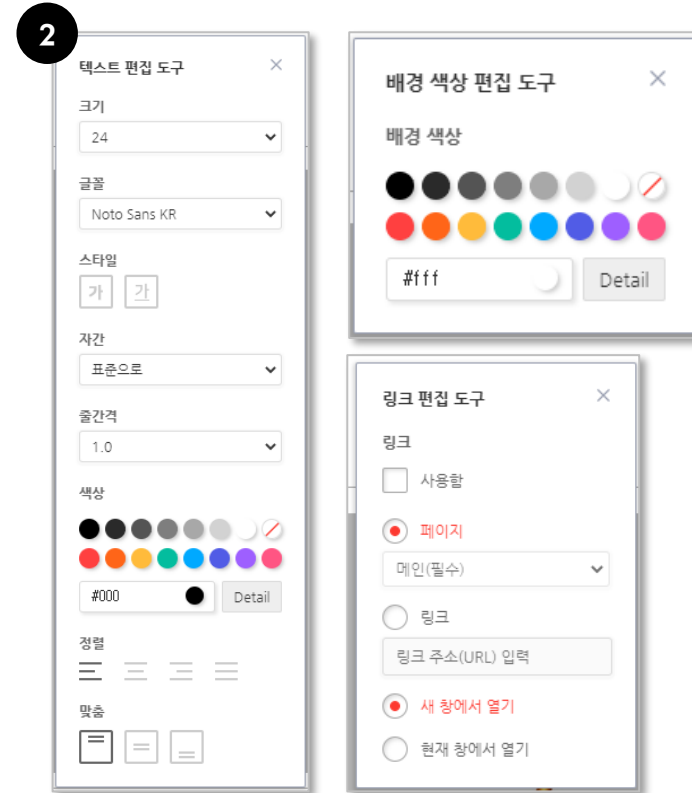 2
텍스트 편집 도구
크기
24
글꼴
Noto Sans KR
스타일
가 가
자간
표준으로
줄간격
1.0
색상
#000 Detail
정렬
맞춤
배경 색상 편집 도구
배경 색상
#fff Detail
링크 편집 도구
링크
사용함
페이지
메인(필수)
링크
링크 주소(URL) 입력
새 창에서 열기
현재 창에서 열기